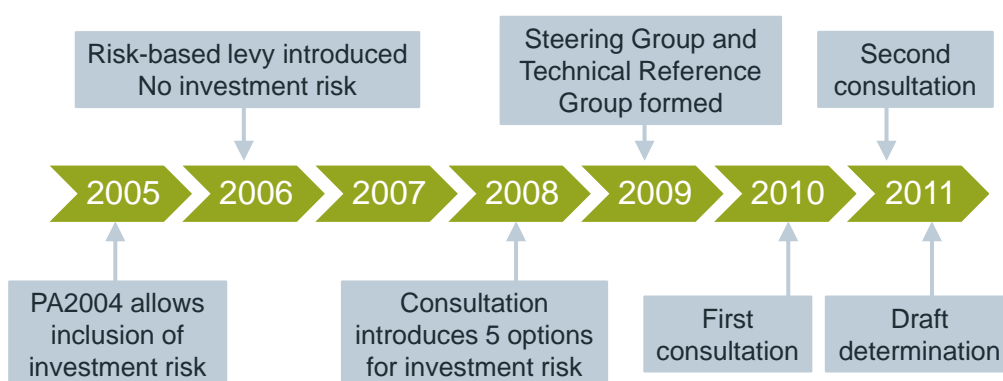 Risk-based levy introduced
No investment risk
Steering Group and
Technical Reference
Group formed
Second
consultation
2005
2006
2007
2008
2009
2010
2011
PA2004 allows
inclusion of
investment risk
Consultation
introduces 5 options
for investment risk
First
consultation
Draft
determination